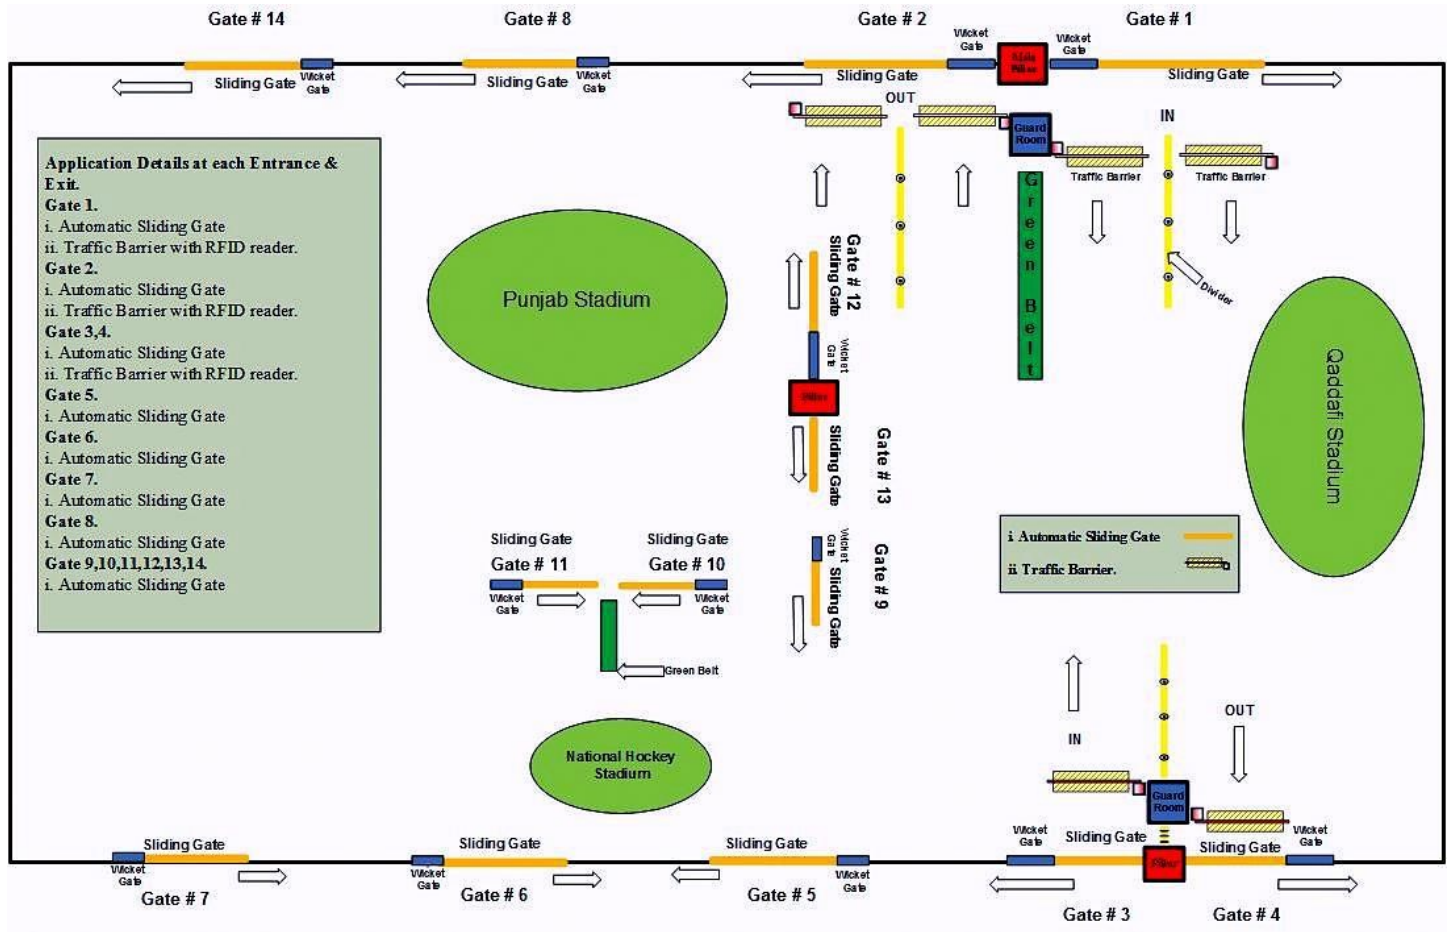 Gate # 14
Gate # 8
Gate # 2
Gate # 1
Sliding Gate
Wicket
Gate
Sliding Gate
Wicket
Gate
Sliding Gate
Wicket
Gate
Wicket
Gate
Sliding Gate
OUT
IN
Guard
Room
Traffic Barrier
Traffic Barrier
Green Belt
Divider
Application Details at each Entrance &
Exit.
Gate 1.
i. Automatic Sliding Gate
ii. Traffic Barrier with RFID reader.
Gate 2.
i. Automatic Sliding Gate
ii. Traffic Barrier with RFID reader.
Gate 3,4.
i. Automatic Sliding Gate
ii. Traffic Barrier with RFID reader.
Gate 5.
i. Automatic Sliding Gate
Gate 6.
i. Automatic Sliding Gate
Gate 7.
i. Automatic Sliding Gate
Gate 8.
i. Automatic Sliding Gate
Gate 9,10,11,12,13,14.
i. Automatic Sliding Gate
Punjab Stadium
Gate # 12
Sliding Gate
Wicket
Gate
Pillar
Sliding Gate
Gate # 13
Qaddafi Stadium
Wicket
Gate
Sliding Gate
Gate # 9
Sliding Gate
Gate # 11
Wicket
Gate
Sliding Gate
Gate # 10
Wicket
Gate
Green Belt
i. Automatic Sliding Gate
ii. Traffic Barrier.
National Hockey
Stadium
IN
OUT
Guard
Room
Sliding Gate
Wicket
Gate
Gate # 7
Sliding Gate
Wicket
Gate
Gate # 6
Sliding Gate
Wicket
Gate
Gate # 5
Wicket
Gate
Sliding Gate
Pillar
Sliding Gate
Wicket
Gate
Gate # 3
Gate # 4